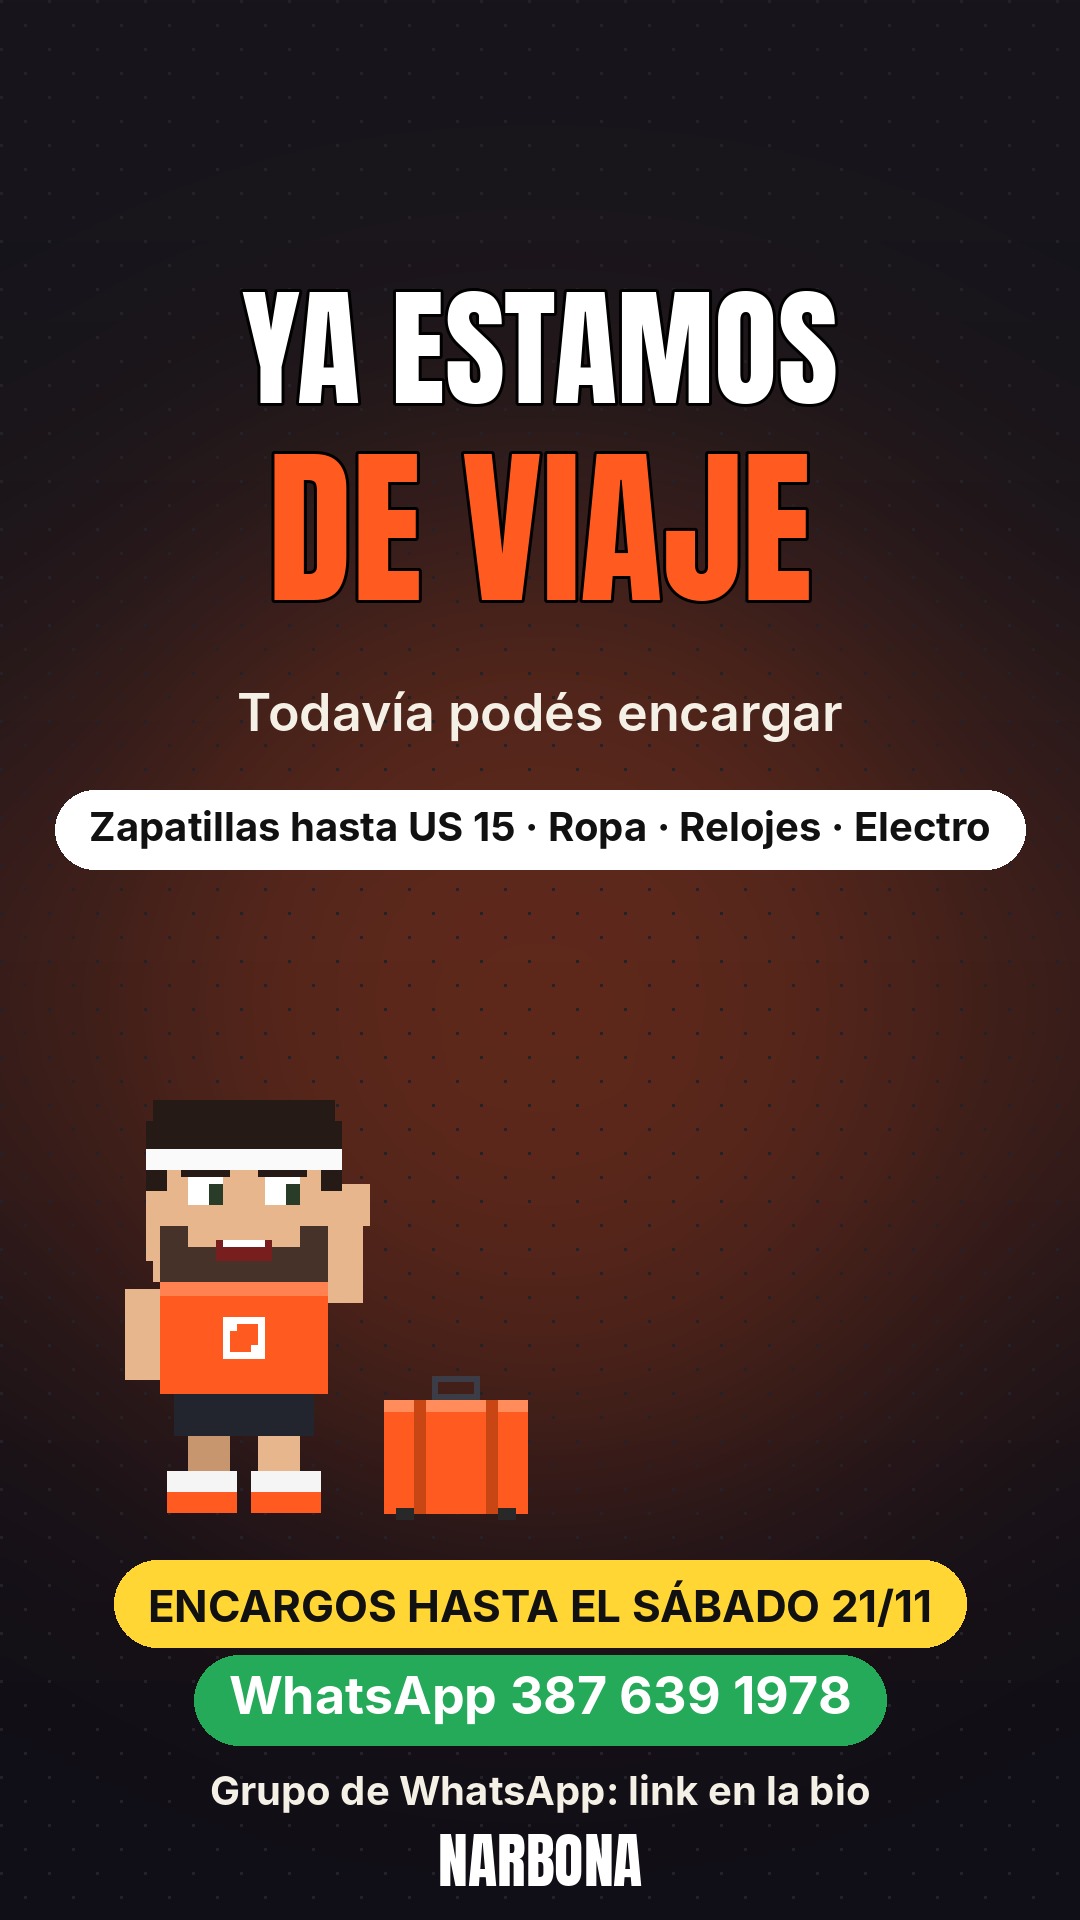 YA ESTAMOS
DE VIAJE
Todavía podés encargar
Zapatillas hasta US 15 · Ropa · Relojes · Electro
ENCARGOS HASTA EL SÁBADO 21/11
WhatsApp 387 639 1978
Grupo de WhatsApp: link en la bio
NARBONA